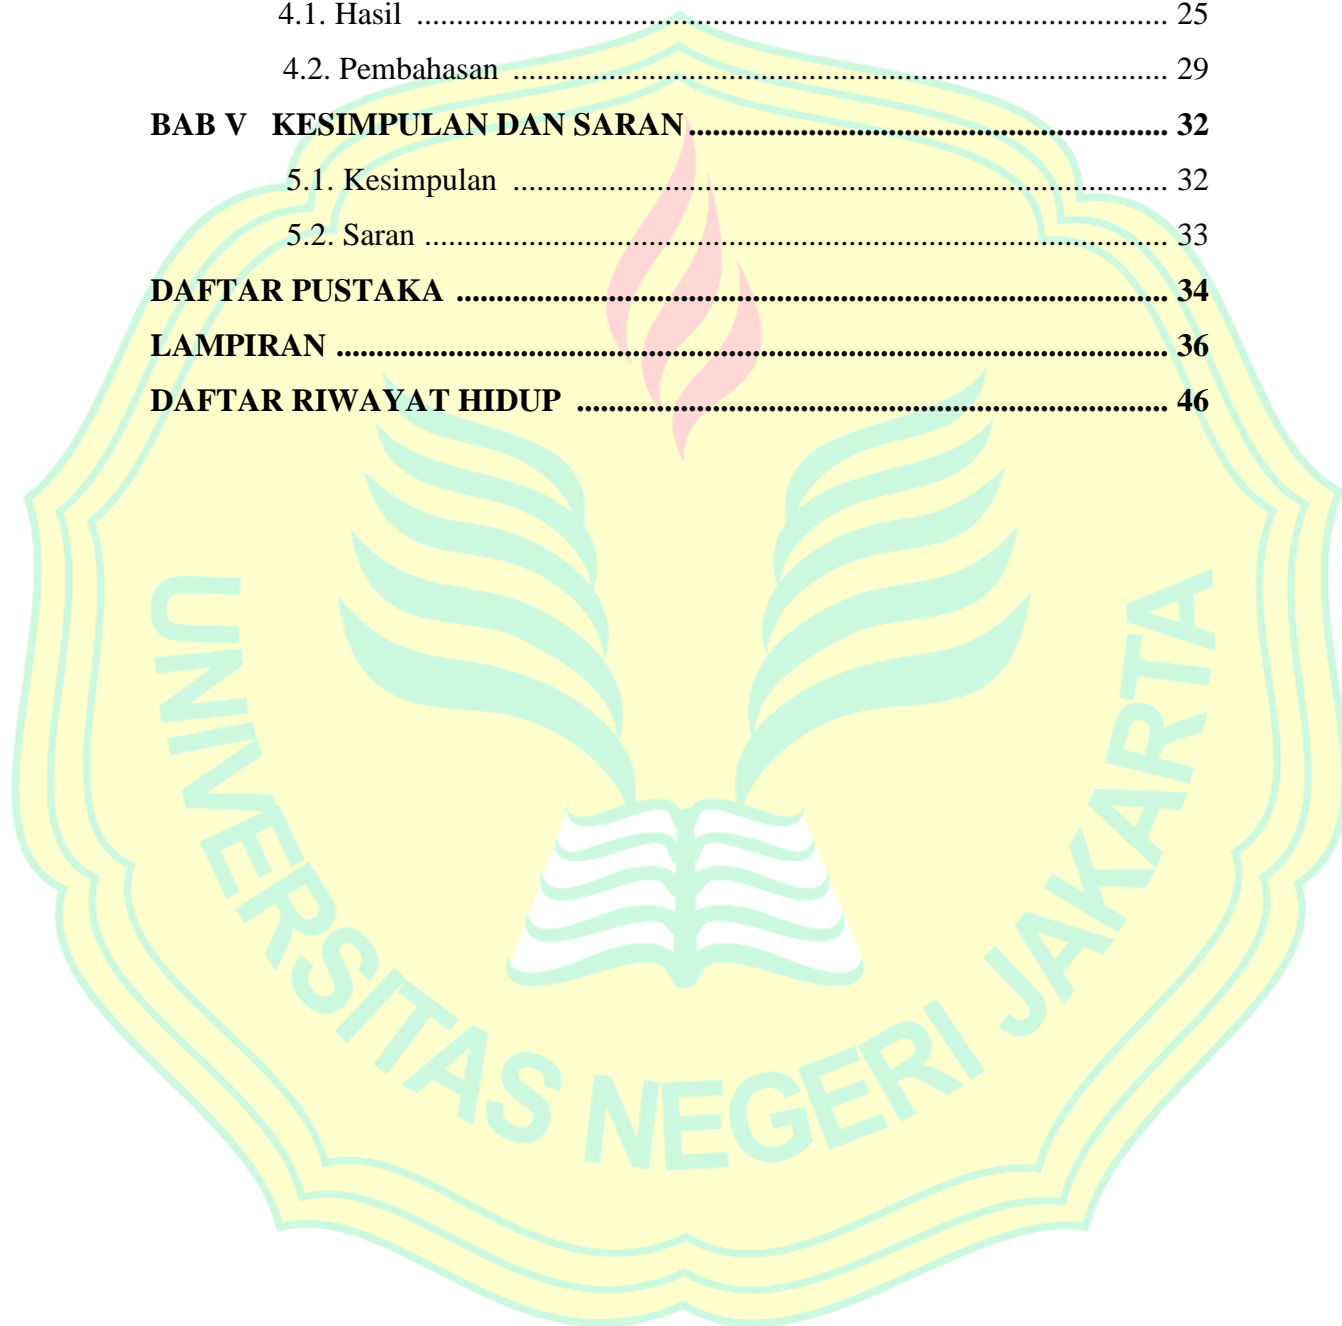 4.1. Hasil ............................................................................................... 25
4.2. Pembahasan ................................................................................... 29
BAB V KESIMPULAN DAN SARAN............................................................ 32
5.1. Kesimpulan ................................................................................... 32
5.2. Saran .............................................................................................. 33
DAFTAR PUSTAKA ......................................................................................... 34
LAMPIRAN ........................................................................................................ 36
DAFTAR RIWAYAT HIDUP .......................................................................... 46
UNIVERSITAS NEGERI JAKARTA